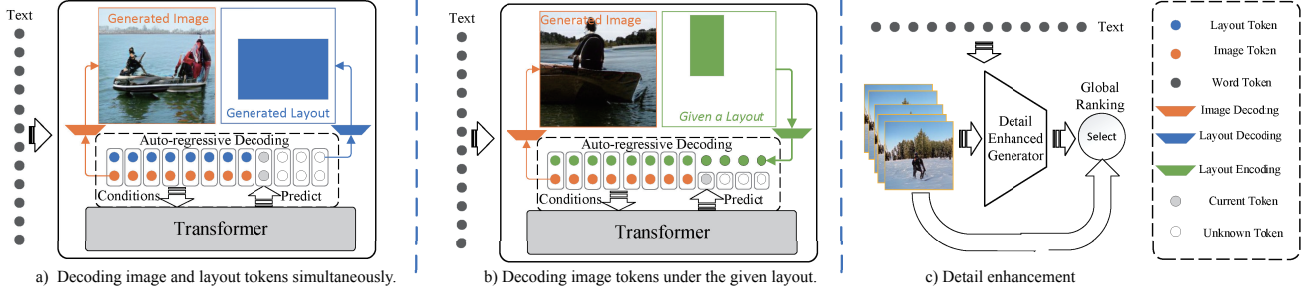 Text
Generated Image
Generated Layout
Auto-regressive Decoding
Conditions
Predict
Transformer
a) Decoding image and layout tokens simultaneously.
Text
Generated Image
Given a Layout
Auto-regressive Decoding
Conditions
Predict
Transformer
b) Decoding image tokens under the given layout.
Text
Detail
Enhanced
Generator
Global
Ranking
Select
c) Detail enhancement
Layout Token
Image Token
Word Token
Image Decoding
Layout Decoding
Layout Encoding
Current Token
Unknown Token